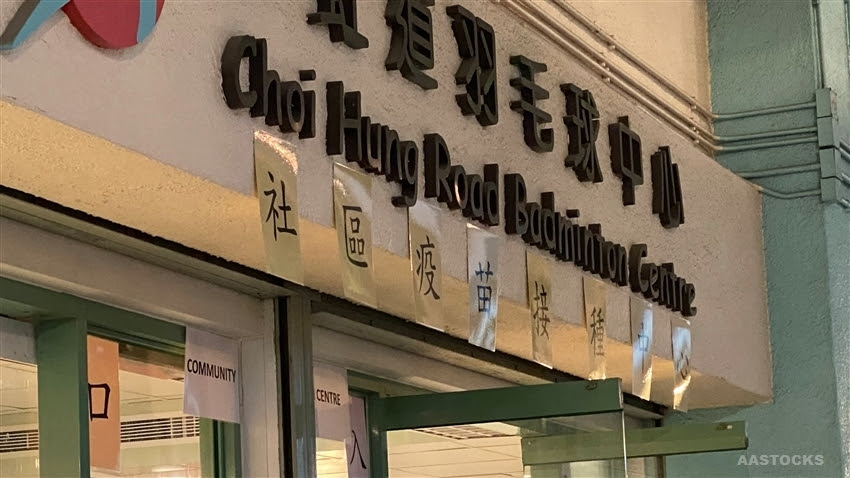 道羽毛球中心
Choi Hung Road Badminton Centre
社區疫苗接種中心
COMMUNITY
CENTRE
口
入
AASTOCKS